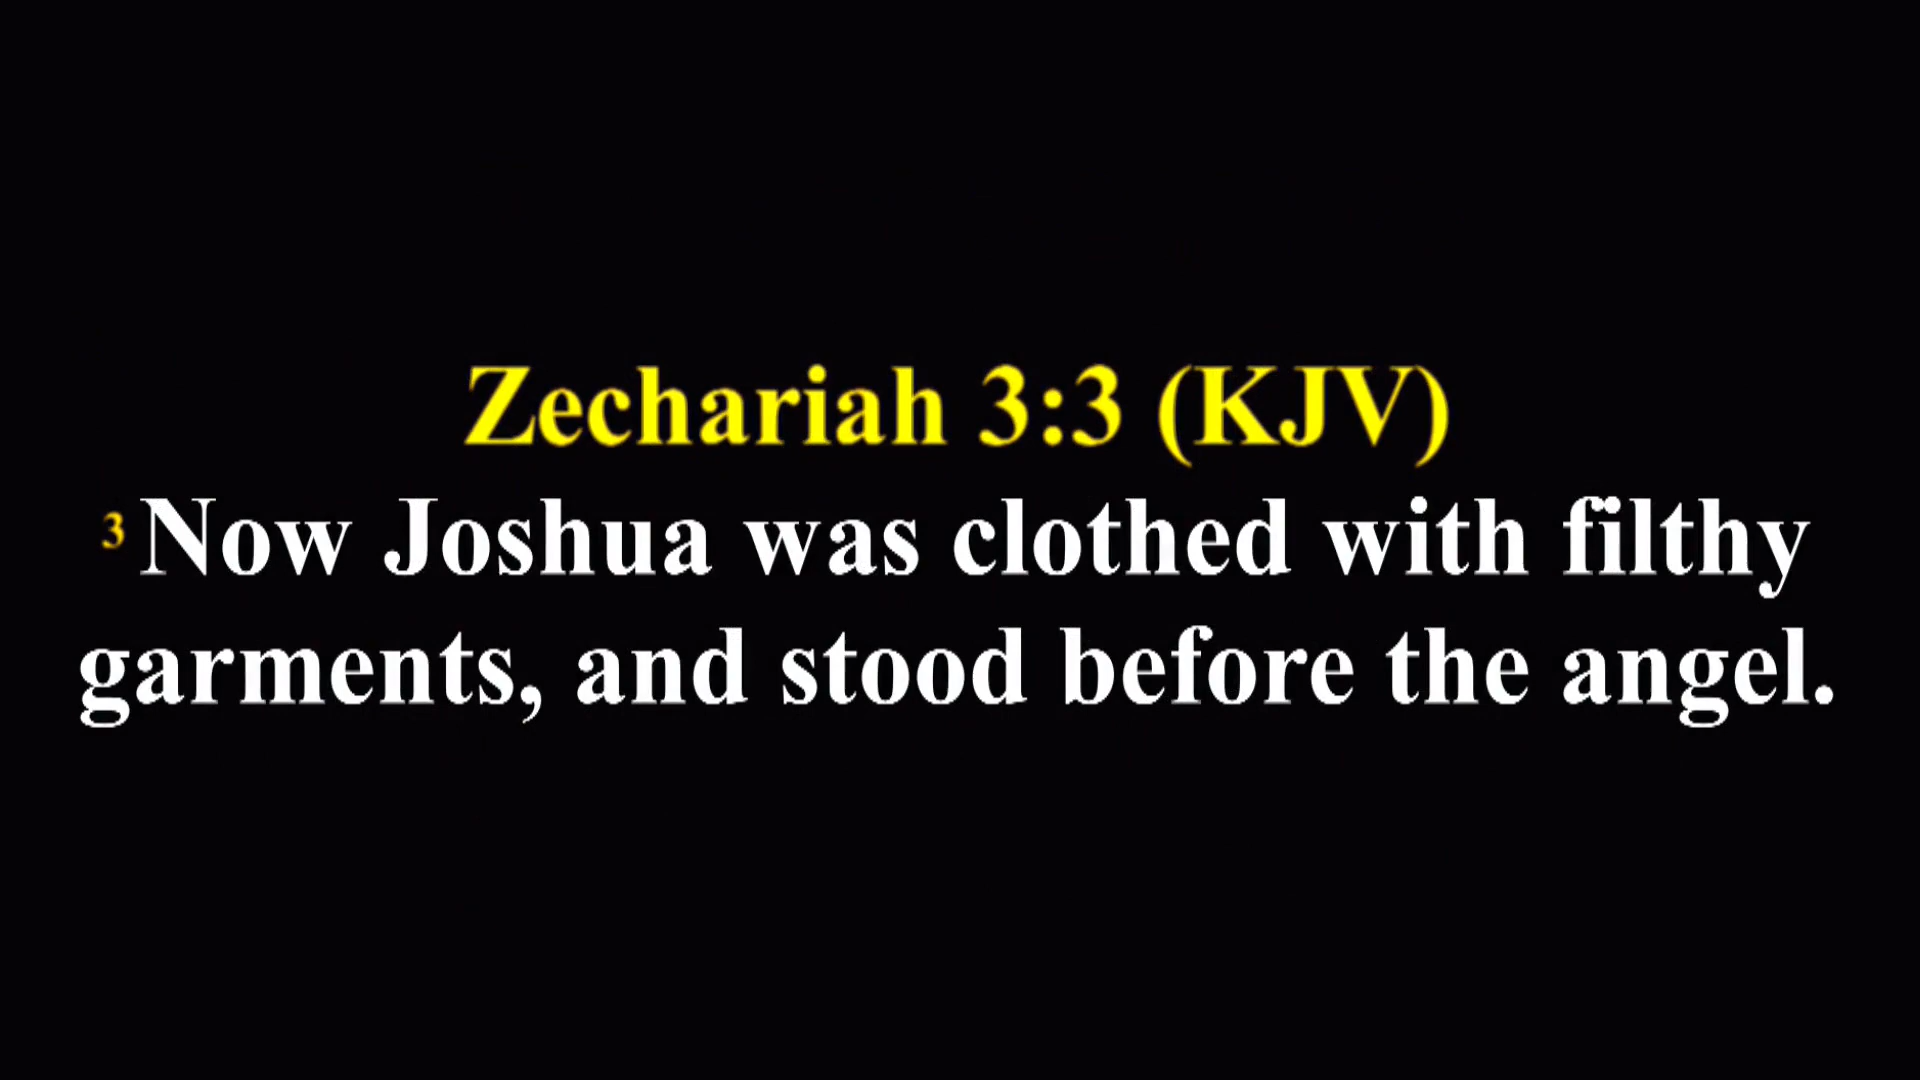 Zechariah 3:3 (KJV)
3 Now Joshua was clothed with filthy
garments, and stood before the angel.